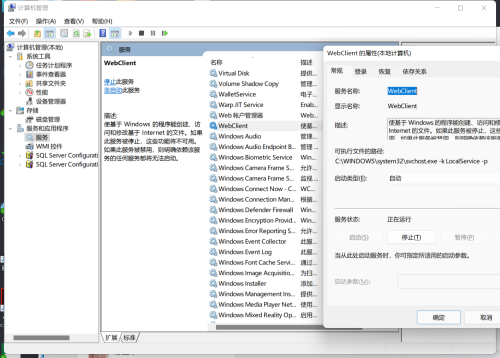 计算机管理
文件(F) 操作(A) 查看(V) 帮助(H)
计算机管理(本地)
系统工具
任务计划程序
事件查看器
共享文件夹
性能
设备管理器
存储
磁盘管理
服务和应用程序
服务
WMI 控件
SQL Server Configuration
SQL Server Configuration
服务
WebClient
停止此服务
重启动此服务
描述:
使基于 Windows 的程序能创建、访问和修改基于 Internet 的文件。如果此服务被停止，这些功能将不可用。如果此服务被禁用，则明确依赖该服务的任何服务都将无法启动。
名称 描述
Virtual Disk 提供...
Volume Shadow Copy 管理...
WalletService 电子...
Warp JIT Service 允许...
Web 帐户管理器 Web...
WebClient 使基...
Windows Audio 管理...
Windows Audio Endpoint B... 管理...
Windows Biometric Service Win...
Windows Camera Frame S... 允许...
Windows Camera Frame S... 监视...
Windows Connect Now - C... WC...
Windows Connection Man... 根据...
Windows Defender Firewall Win...
Windows Encryption Provid... Win...
Windows Error Reporting S... 允许...
Windows Event Collector 此服...
Windows Event Log 此服...
Windows Font Cache Servi... 通过...
Windows Image Acquisitio... 为扫...
Windows Installer 添加...
Windows Management Ins... 提供...
Windows Media Player Net... 使用...
Windows Mixed Reality Op... 启用...
扩展 标准
WebClient 的属性(本地计算机)
常规 登录 恢复 依存关系
服务名称: WebClient
显示名称: WebClient
描述: 使基于 Windows 的程序能创建、访问和修改
Internet 的文件。如果此服务被停止，这些
可执行文件的路径:
C:\WINDOWS\system32\svchost.exe -k LocalService -p
启动类型(E): 自动
服务状态: 正在运行
启动(S) 停止(T) 暂停(P)
当从此处启动服务时，你可指定所适用的启动参数。
启动参数(M):
确定 取消